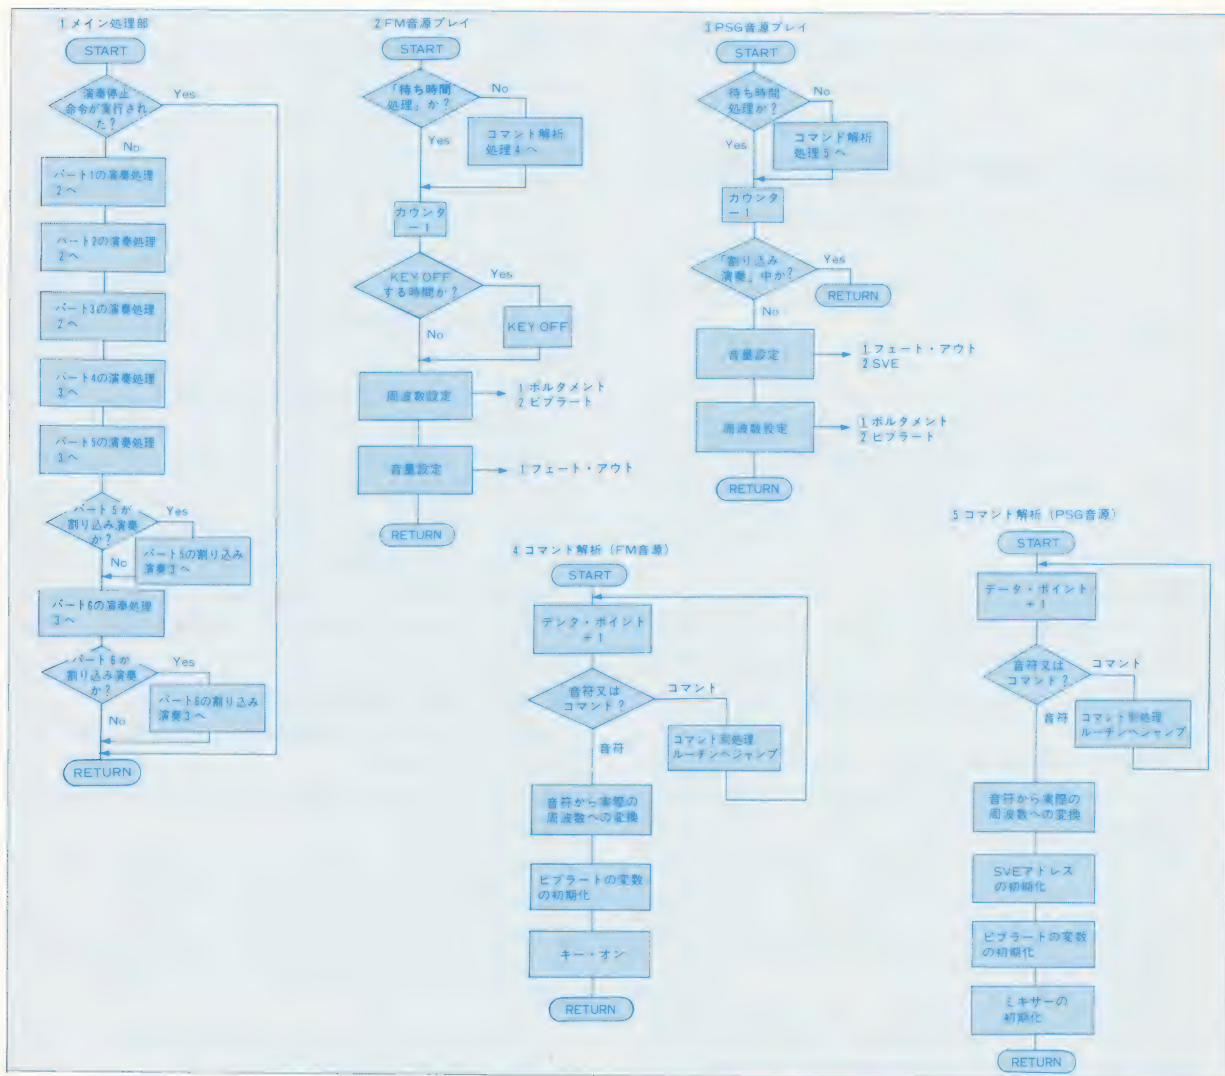 1 メイン処理部
START
演奏停止
命令が実行され
た?
Yes
No
パート1の演奏処理
2へ
パート2の演奏処理
2へ
パート3の演奏処理
2へ
パート4の演奏処理
3へ
パート5の演奏処理
3へ
パート5が
割り込み演奏
か?
Yes
パート5の割り込み
演奏3へ
No
パート6の演奏処理
3へ
パート6が
割り込み演奏
か?
Yes
パート6の割り込み
演奏3へ
No
RETURN
2 FM音源プレイ
START
「待ち時間
処理」か?
No
コマンド解析
処理4へ
Yes
カウンタ
ー1
KEY OFF
する時間か?
Yes
KEY OFF
No
周波数設定
1 ポルタメント
2 ビブラート
音量設定
1 フェート・アウト
RETURN
3 PSG音源プレイ
START
待ち時間
処理か?
No
コマンド解析
処理5へ
Yes
カウンタ
ー1
「割り込み
演奏」中か?
Yes
RETURN
No
音量設定
1 フェート・アウト
2 SVE
周波数設定
1 ポルタメント
2 ビブラート
RETURN
4 コマント解析(FM音源)
START
テンタ・ポイント
+1
音符又は
コマンド?
コマント
コマント別処理
ルーチンへジャンプ
音符
音符から実際の
周波数への変換
ビブラートの変数
の初期化
キー・オン
RETURN
5 コマント解析(PSG音源)
START
テータ・ポイント
+1
音符又は
コマンド?
コマント
コマント別処理
ルーチンへジャンプ
音符
音符から実際の
周波数への変換
SVEアドレス
の初期化
ビブラートの変数
の初期化
ミキサーの
初期化
RETURN